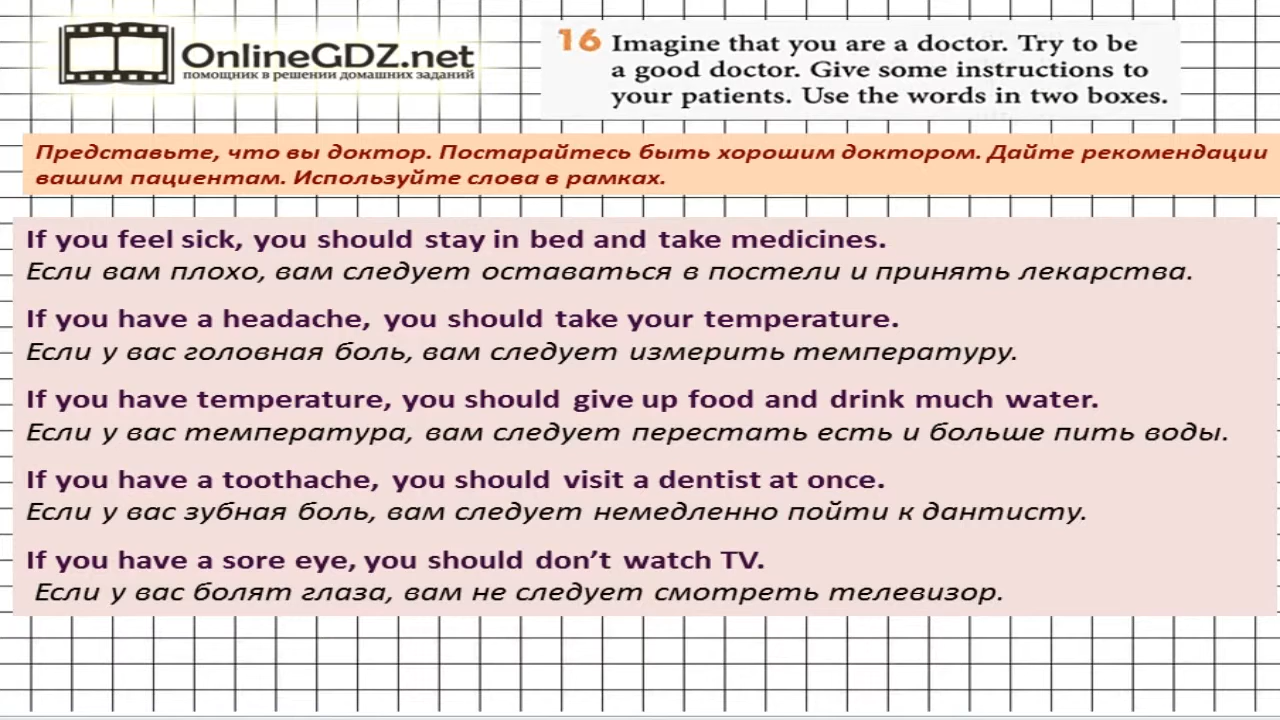 OnlineGDZ.net
помощник в решении домашних заданий
16 Imagine that you are a doctor. Try to be
a good doctor. Give some instructions to
your patients. Use the words in two boxes.
Представьте, что вы доктор. Постарайтесь быть хорошим доктором. Дайте рекомендации
вашим пациентам. Используйте слова в рамках.
If you feel sick, you should stay in bed and take medicines.
Если вам плохо, вам следует оставаться в постели и принять лекарства.
If you have a headache, you should take your temperature.
Если у вас головная боль, вам следует измерить температуру.
If you have temperature, you should give up food and drink much water.
Если у вас температура, вам следует перестать есть и больше пить воды.
If you have a toothache, you should visit a dentist at once.
Если у вас зубная боль, вам следует немедленно пойти к дантисту.
If you have a sore eye, you should don’t watch TV.
Если у вас болят глаза, вам не следует смотреть телевизор.